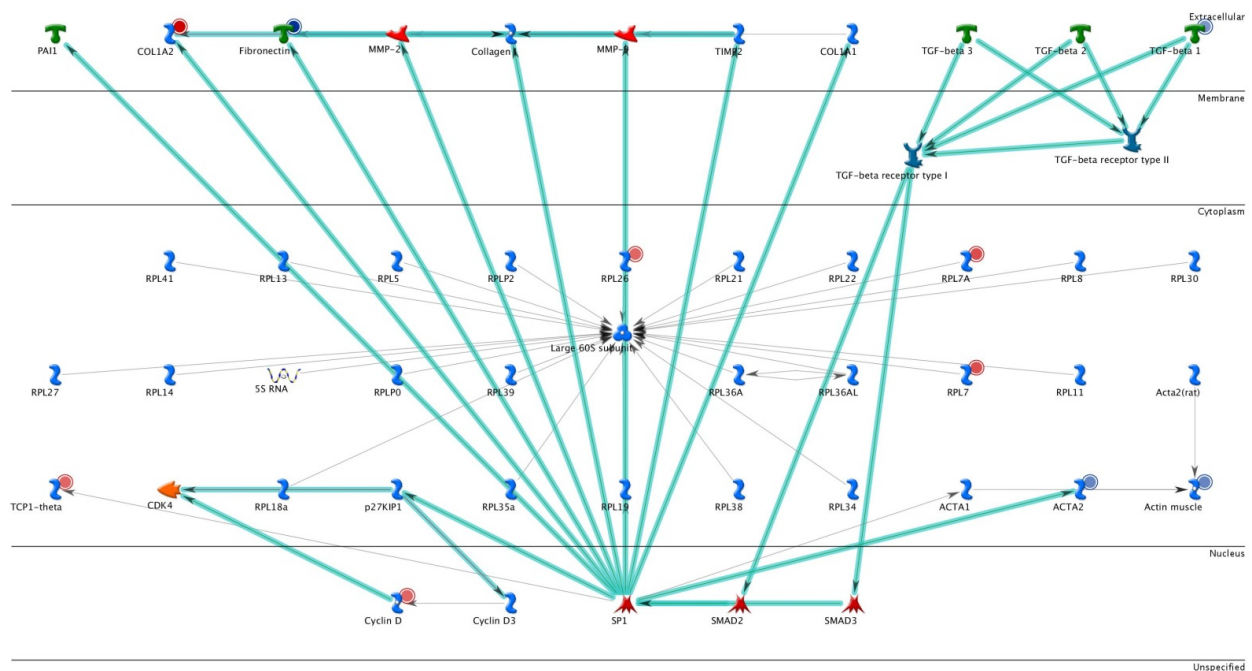 Extracellular
PAI1
COL1A2
Fibronectin
MMP-2
Collagen I
MMP-9
TIMP2
COL1A1
TGF-beta 3
TGF-beta 2
TGF-beta 1
Membrane
TGF-beta receptor type II
TGF-beta receptor type I
Cytoplasm
RPL41
RPL13
RPL5
RPLP2
RPL26
RPL21
RPL22
RPL7A
RPL8
RPL30
Large 60S subunit
RPL27
RPL14
5S RNA
RPLP0
RPL39
RPL36A
RPL36AL
RPL7
RPL11
Acta2(rat)
TCP1-theta
CDK4
RPL18a
p27KIP1
RPL35a
RPL19
RPL38
RPL34
ACTA1
ACTA2
Actin muscle
Nucleus
Cyclin D
Cyclin D3
SP1
SMAD2
SMAD3
Unspecified